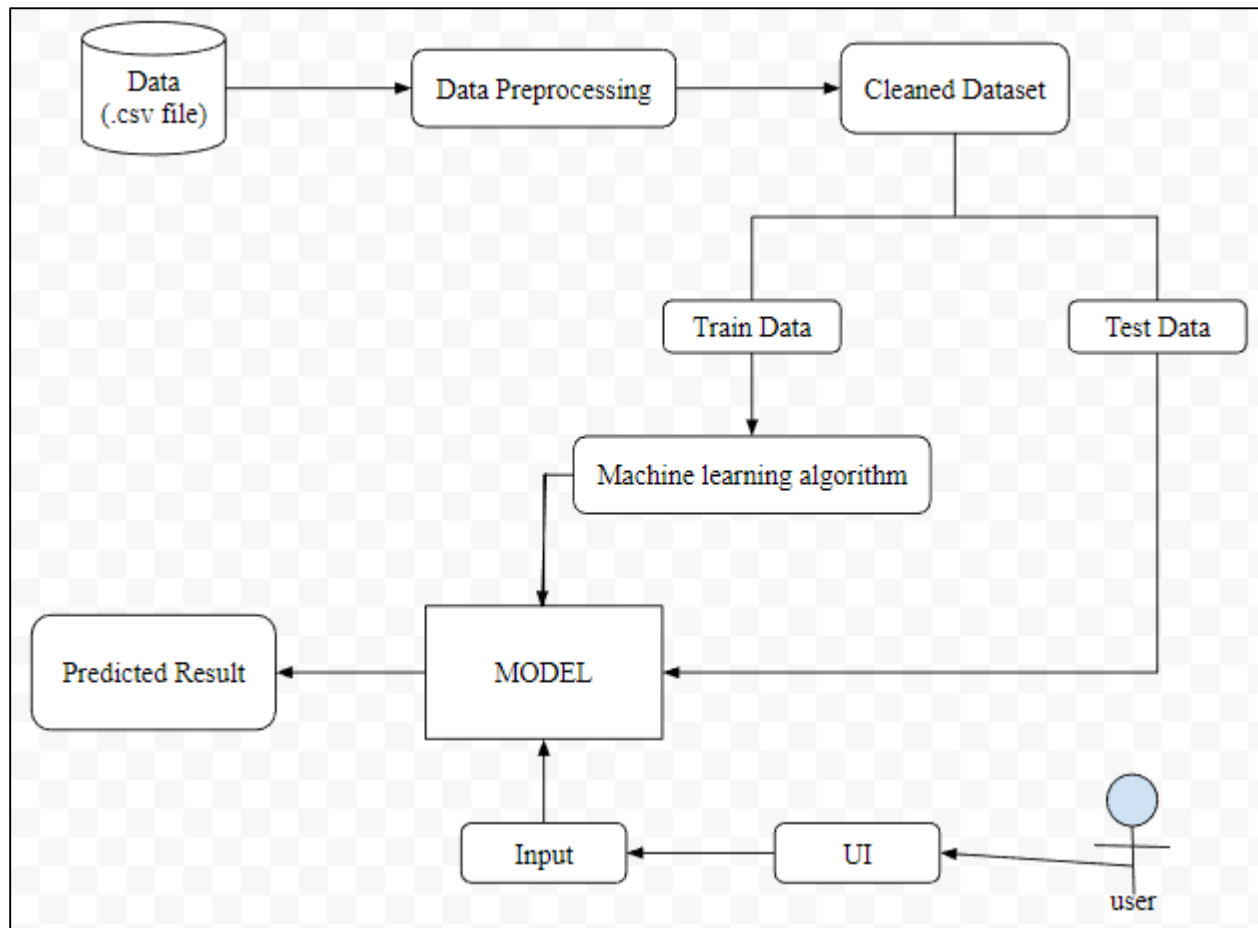 Data
(.csv file)
Data Preprocessing
Cleaned Dataset
Train Data
Test Data
Machine learning algorithm
Predicted Result
MODEL
Input
UI
user